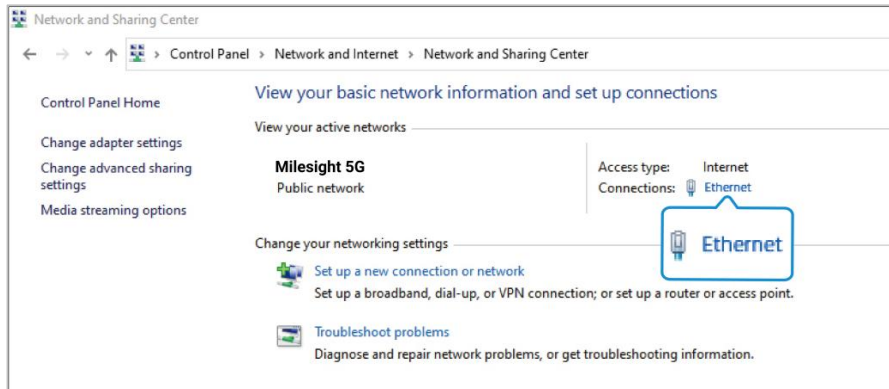 Network and Sharing Center
Control Panel > Network and Internet > Network and Sharing Center
Control Panel Home
Change adapter settings
Change advanced sharing
settings
Media streaming options
View your basic network information and set up connections
View your active networks
Milesight 5G
Public network
Access type: Internet
Connections: Ethernet
Ethernet
Change your networking settings
Set up a new connection or network
Set up a broadband, dial-up, or VPN connection; or set up a router or access point.
Troubleshoot problems
Diagnose and repair network problems, or get troubleshooting information.